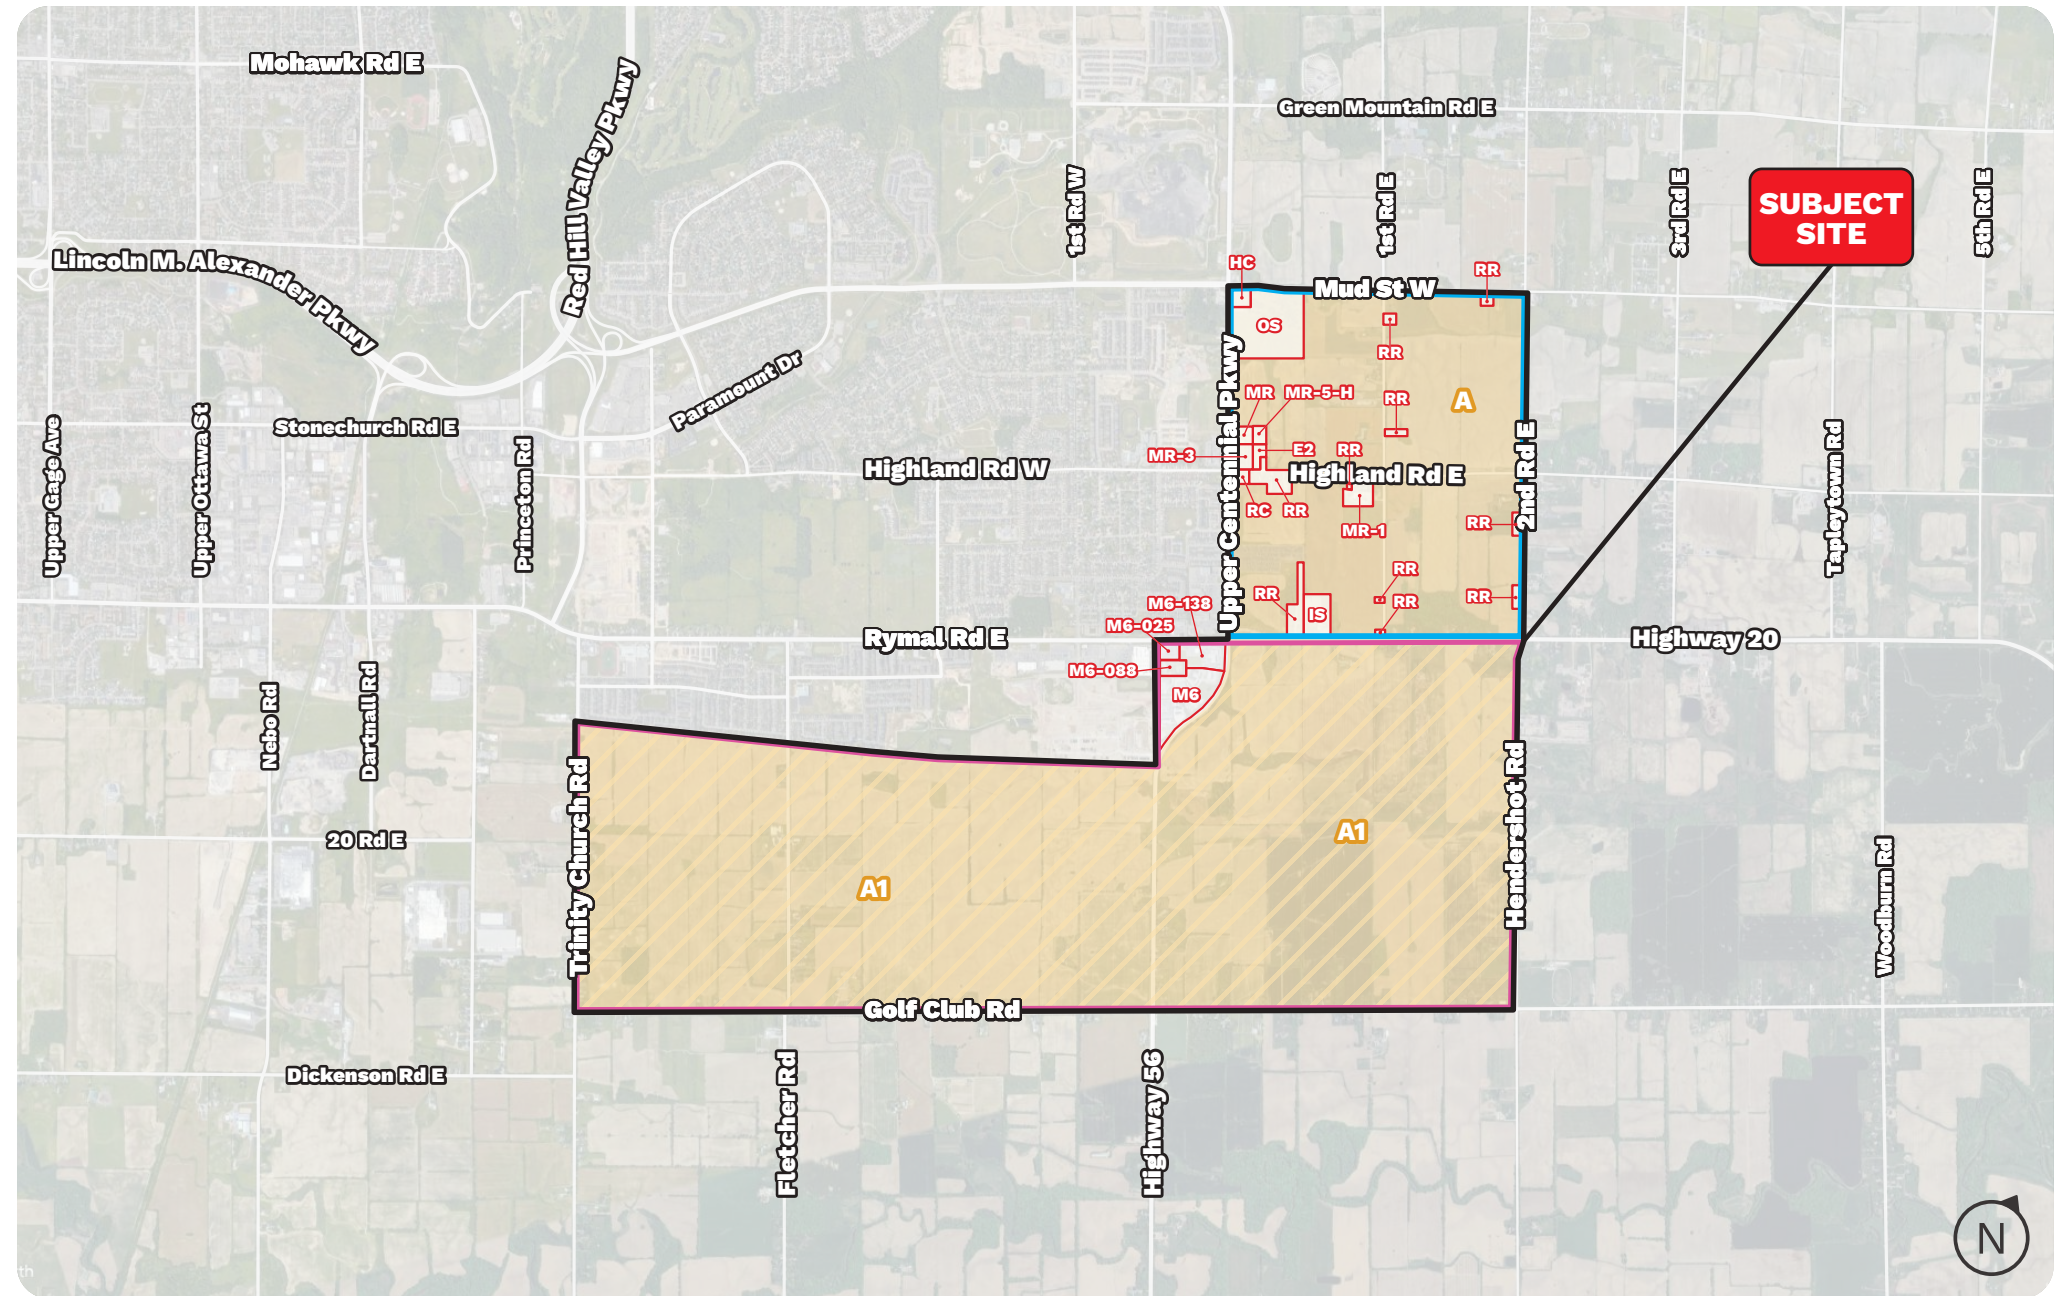 Mohawk Rd E
Red Hill Valley Pkwy
Green Mountain Rd E
1st Rd W
1st Rd E
3rd Rd E
SUBJECT
SITE
5th Rd E
Lincoln M. Alexander Pkwy
HC
RR
Mud St W
OS
RR
Paramount Dr
Upper Centennial Pkwy
MR
MR-5-H
RR
A
Upper Gage Ave
Upper Ottawa St
Stonechurch Rd E
Princeton Rd
Highland Rd W
MR-3
E2
RR
Highland Rd E
2nd Rd E
Tapleytown Rd
RC
RR
MR-1
RR
RR
RR
IS
RR
RR
RR
M6-138
M6-025
Rymal Rd E
Highway 20
M6-088
M6
Nebo Rd
Dartnall Rd
Trinity Church Rd
Hendershot Rd
20 Rd E
A1
A1
Woodburn Rd
Golf Club Rd
Dickenson Rd E
Fletcher Rd
Highway 56
N
th